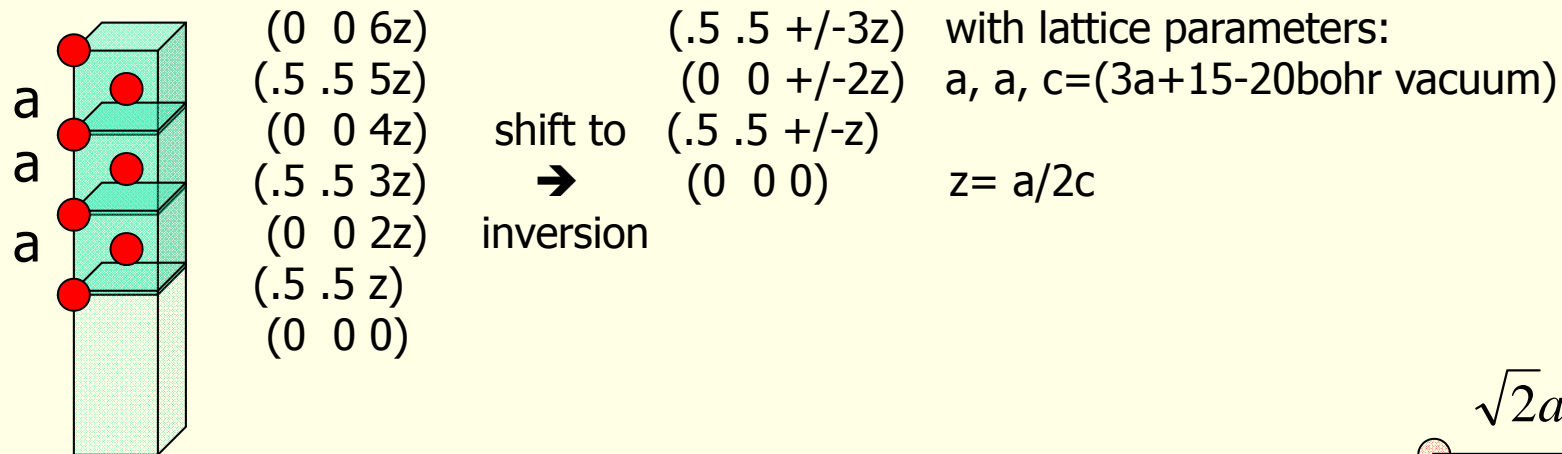 (0 0 6z) (.5 .5 +/-3z) with lattice parameters:
a (.5 .5 5z) (0 0 +/-2z) a, a, c=(3a+15-20bohr vacuum)
(0 0 4z) shift to (.5 .5 +/-z)
a (.5 .5 3z) ➔ (0 0 0) z= a/2c
a (0 0 2z) inversion
(.5 .5 z)
(0 0 0)
√2a